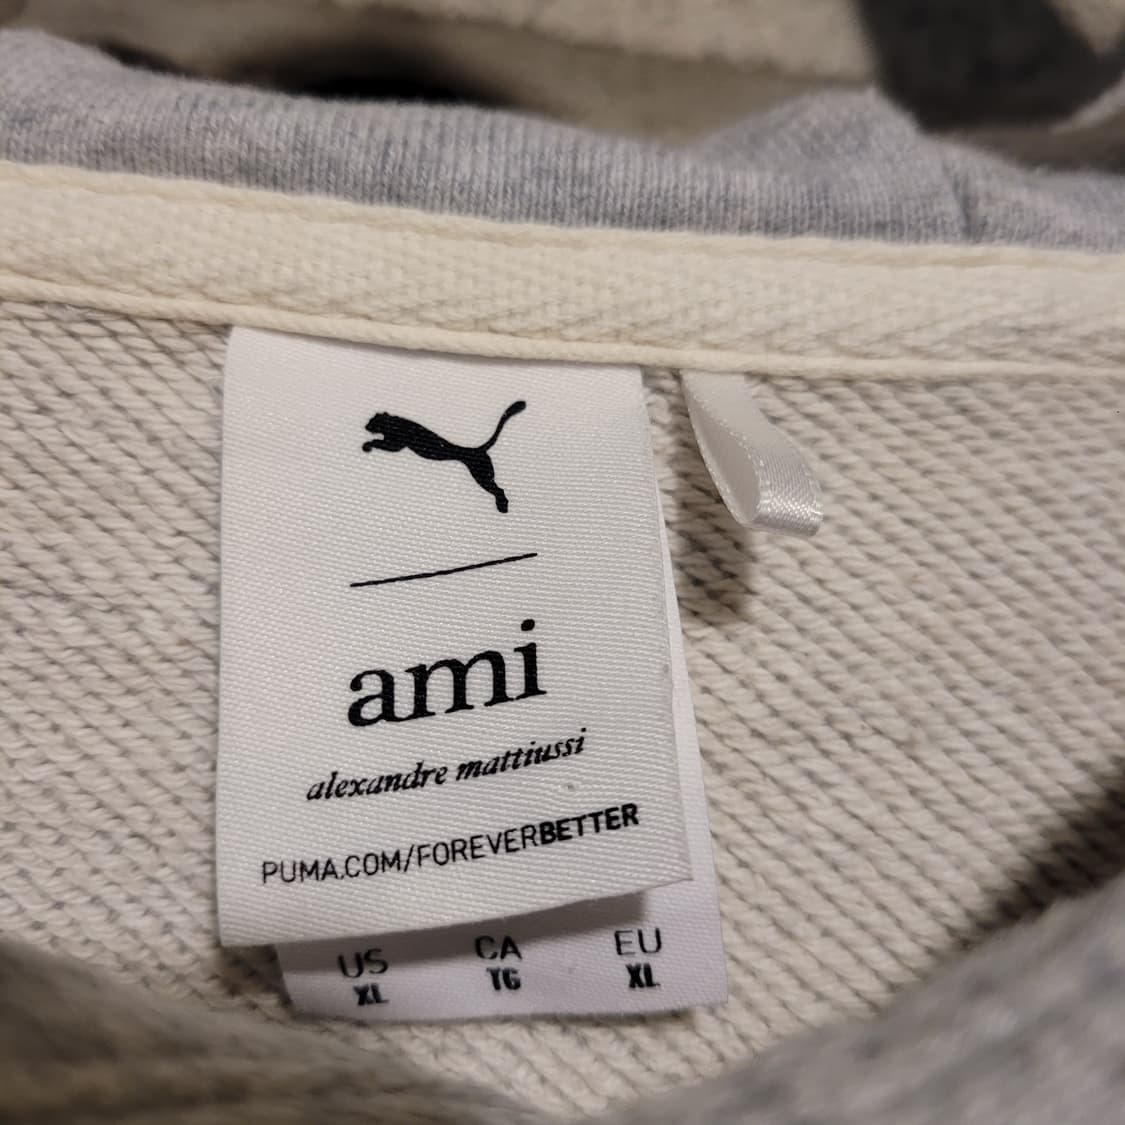 ami
alexandre mattiussi
PUMA.COM/FOREVERBETTER
US CA EU
XL TG XL